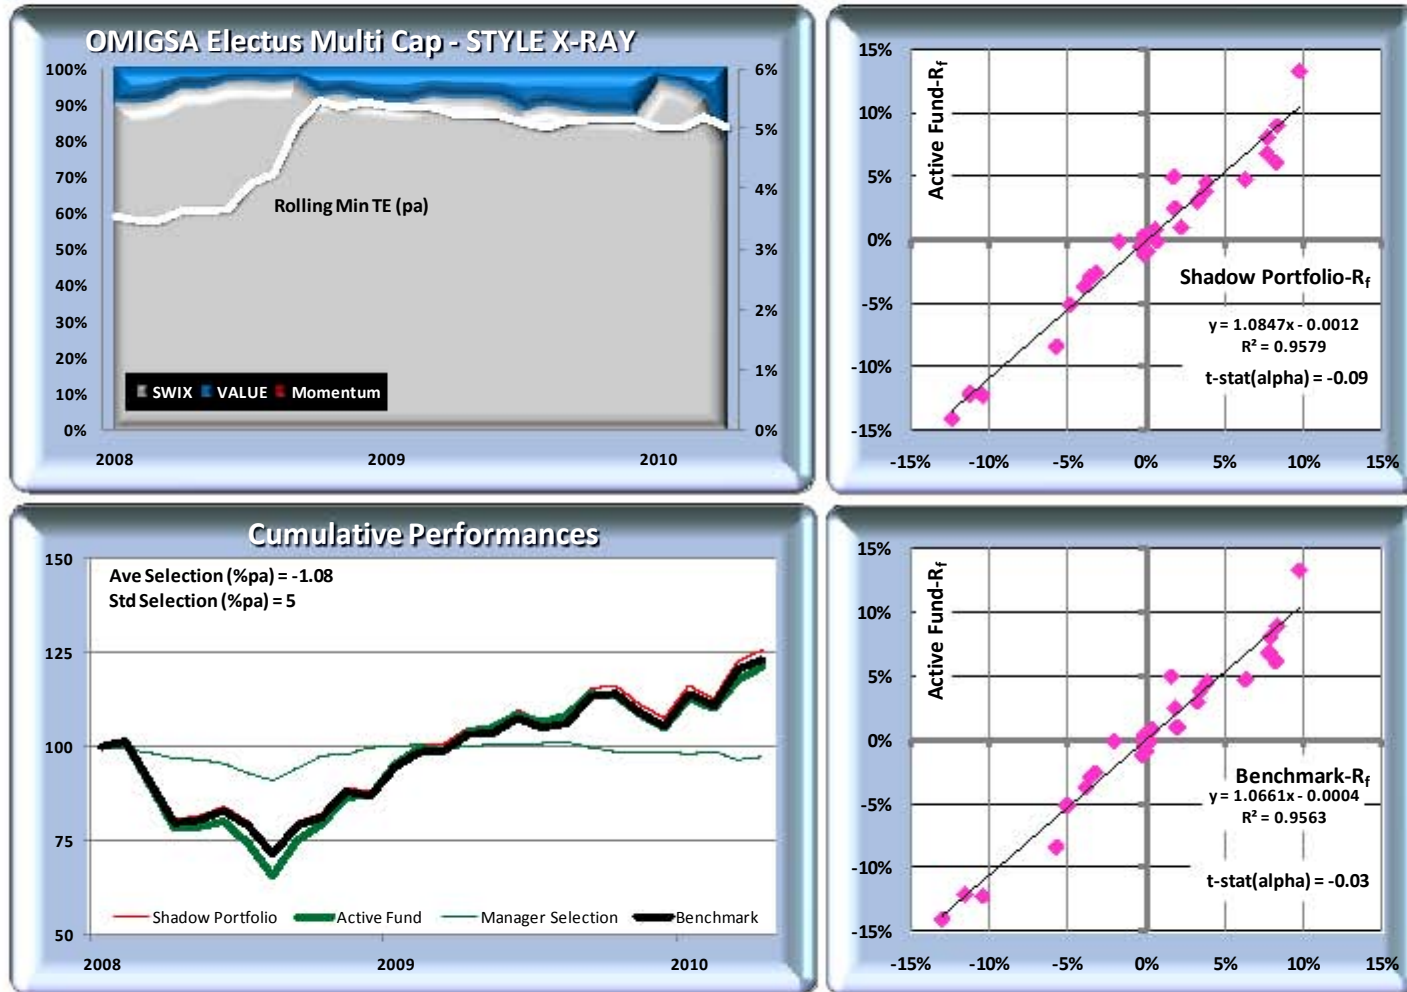 OMIGSA Electus Multi Cap - STYLE X-RAY
100%
90%
80%
70%
60%
50%
40%
30%
20%
10%
0%
6%
5%
4%
3%
2%
1%
0%
Rolling Min TE (pa)
SWIX VALUE Momentum
2008 2009 2010
15%
10%
5%
0%
-5%
-10%
-15%
Active Fund-Rf
Shadow Portfolio-Rf
y = 1.0847x - 0.0012
R² = 0.9579
t-stat(alpha) = -0.09
-15% -10% -5% 0% 5% 10% 15%
Cumulative Performances
150
125
100
75
50
Ave Selection (%pa) = -1.08
Std Selection (%pa) = 5
Shadow Portfolio Active Fund Manager Selection Benchmark
2008 2009 2010
15%
10%
5%
0%
-5%
-10%
-15%
Active Fund-Rf
Benchmark-Rf
y = 1.0661x - 0.0004
R² = 0.9563
t-stat(alpha) = -0.03
-15% -10% -5% 0% 5% 10% 15%